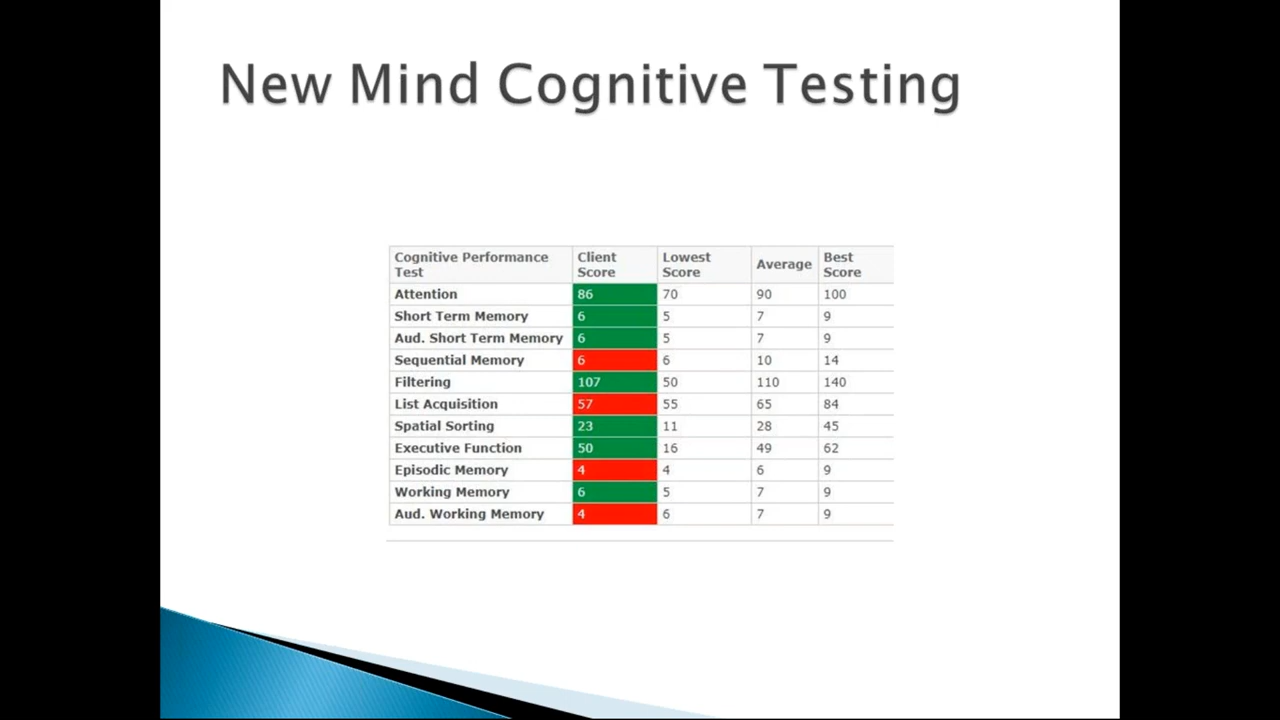 New Mind Cognitive Testing
Cognitive Performance Test Client Score Lowest Score Average Best Score
Attention 86 70 90 100
Short Term Memory 6 5 7 9
Aud. Short Term Memory 6 5 7 9
Sequential Memory 6 6 10 14
Filtering 107 50 110 140
List Acquisition 57 55 65 84
Spatial Sorting 23 11 28 45
Executive Function 50 16 49 62
Episodic Memory 4 4 6 9
Working Memory 6 5 7 9
Aud. Working Memory 4 6 7 9